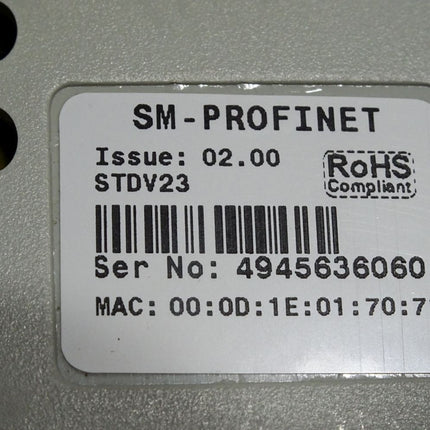 SM-PROFINET
Issue: 02.00
RoHS
Compliant
STDV23
Ser No: 4945636060
MAC: 00:0D:1E:01:70:7